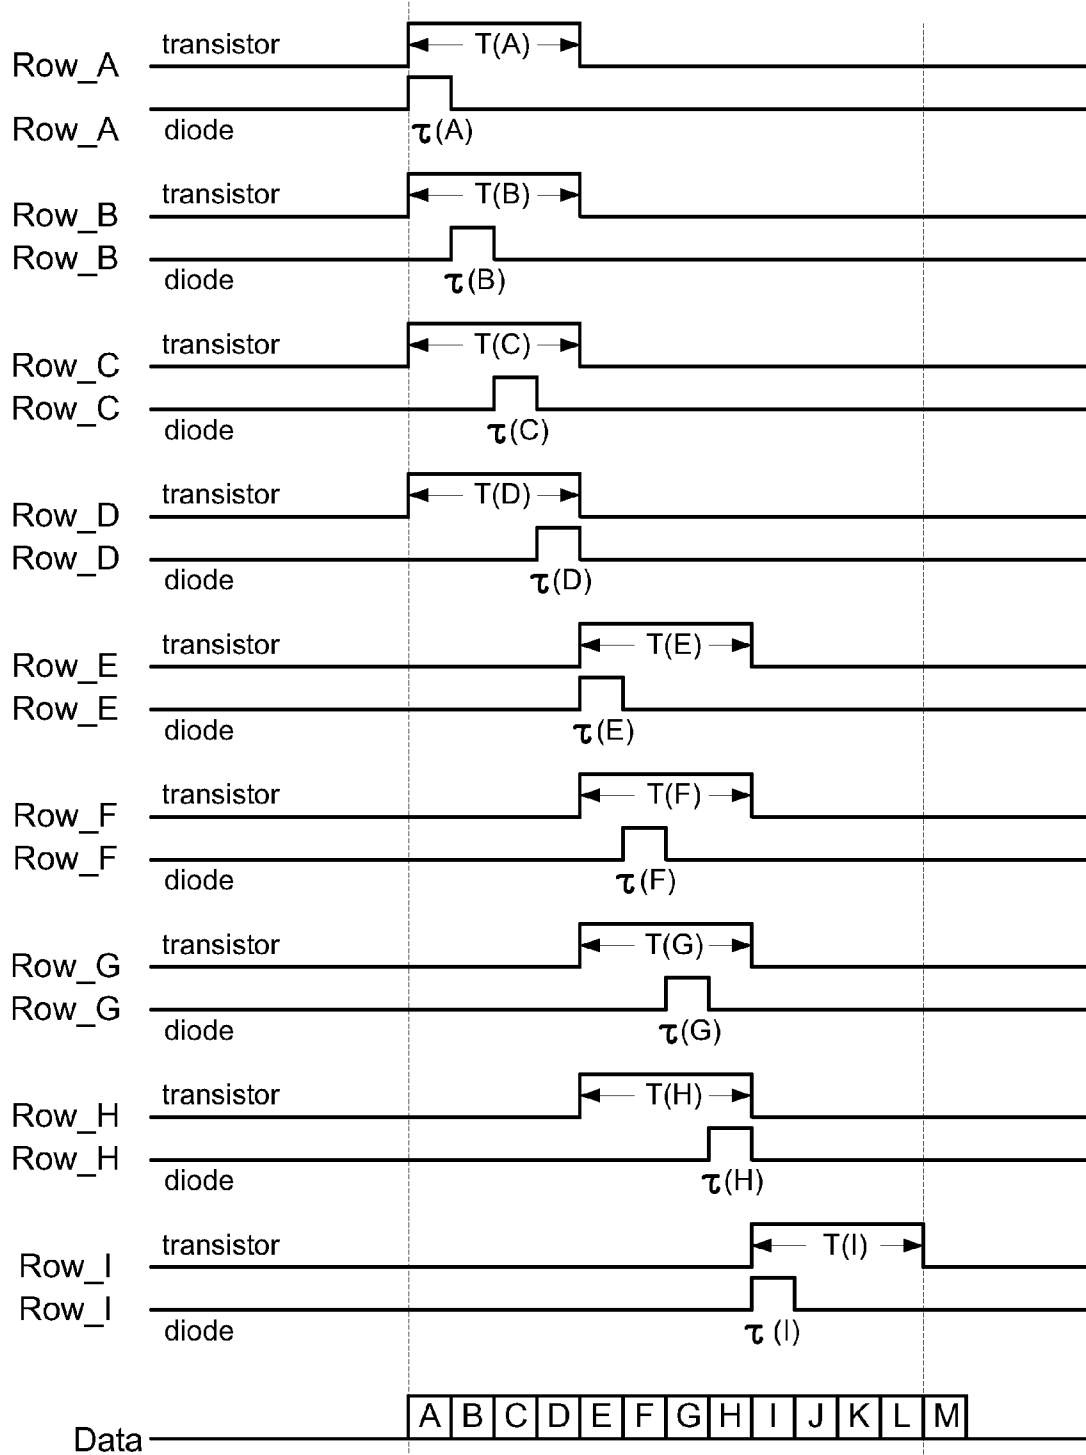 transistor
T(A)
Row_A
Row_A
diode
τ(A)
transistor
T(B)
Row_B
Row_B
diode
τ(B)
transistor
T(C)
Row_C
Row_C
diode
τ(C)
transistor
T(D)
Row_D
Row_D
diode
τ(D)
transistor
T(E)
Row_E
Row_E
diode
τ(E)
transistor
T(F)
Row_F
Row_F
diode
τ(F)
transistor
T(G)
Row_G
Row_G
diode
τ(G)
transistor
T(H)
Row_H
Row_H
diode
τ(H)
transistor
T(I)
Row_I
Row_I
diode
τ (I)
A B C D E F G H I J K L M
Data